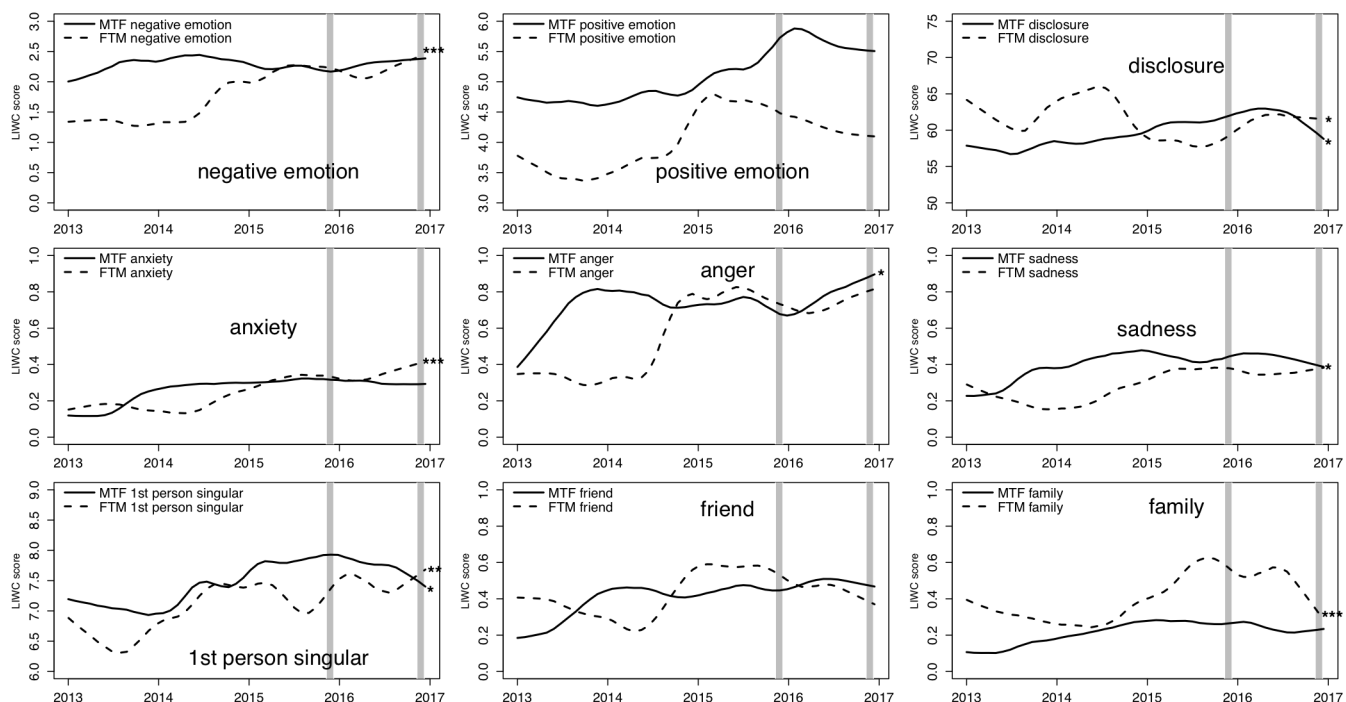 MTF negative emotion
FTM negative emotion
***
negative emotion
LIWC score
0.0 0.5 1.0 1.5 2.0 2.5 3.0
2013 2014 2015 2016 2017
MTF positive emotion
FTM positive emotion
positive emotion
LIWC score
3.0 3.5 4.0 4.5 5.0 5.5 6.0
2013 2014 2015 2016 2017
MTF disclosure
FTM disclosure
disclosure
*
*
LIWC score
50 55 60 65 70 75
2013 2014 2015 2016 2017
MTF anxiety
FTM anxiety
anxiety
***
LIWC score
0.0 0.2 0.4 0.6 0.8 1.0
2013 2014 2015 2016 2017
MTF anger
FTM anger
anger
*
LIWC score
0.0 0.2 0.4 0.6 0.8 1.0
2013 2014 2015 2016 2017
MTF sadness
FTM sadness
sadness
*
LIWC score
0.0 0.2 0.4 0.6 0.8 1.0
2013 2014 2015 2016 2017
MTF 1st person singular
FTM 1st person singular
**
*
1st person singular
LIWC score
6.0 6.5 7.0 7.5 8.0 8.5 9.0
2013 2014 2015 2016 2017
MTF friend
FTM friend
friend
LIWC score
0.0 0.2 0.4 0.6 0.8 1.0
2013 2014 2015 2016 2017
MTF family
FTM family
family
***
LIWC score
0.0 0.2 0.4 0.6 0.8 1.0
2013 2014 2015 2016 2017